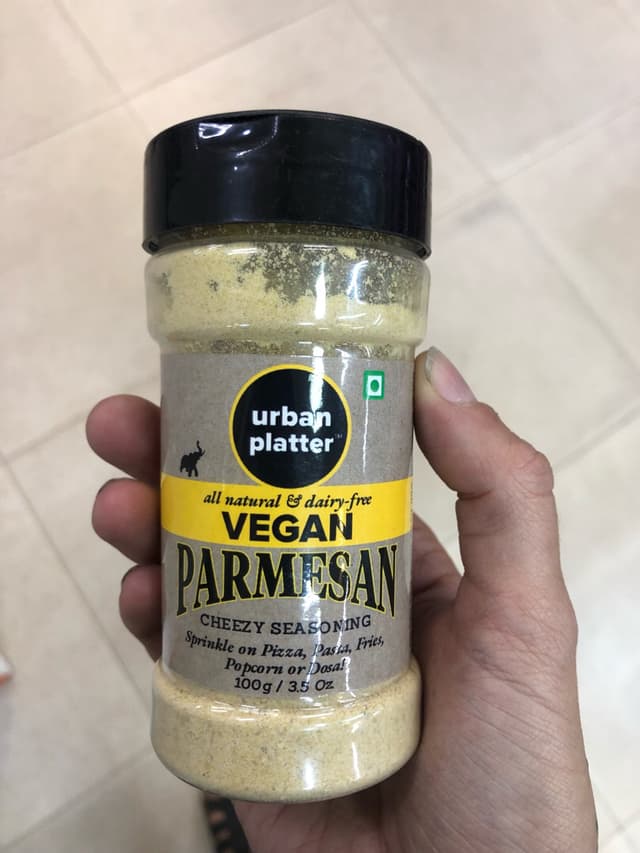 urban
platter
all natural & dairy-free
VEGAN
PARMESAN
CHEEZY SEASONING
Sprinkle on Pizza, Pasta, Fries,
Popcorn or Dosa!
100g / 3.5 Oz